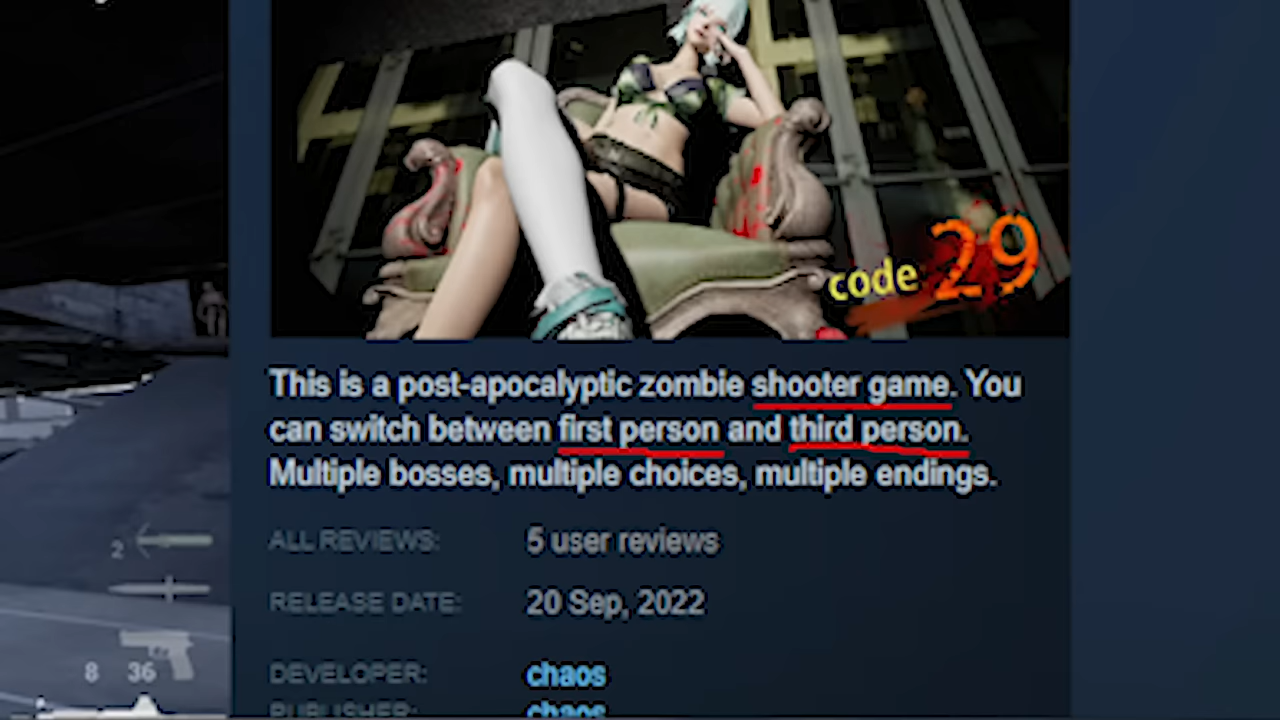 code 29
This is a post-apocalyptic zombie shooter game. You
can switch between first person and third person.
Multiple bosses, multiple choices, multiple endings.
ALL REVIEWS: 5 user reviews
RELEASE DATE: 20 Sep, 2022
DEVELOPER: chaos
PUBLISHER: chaos
2
8 36